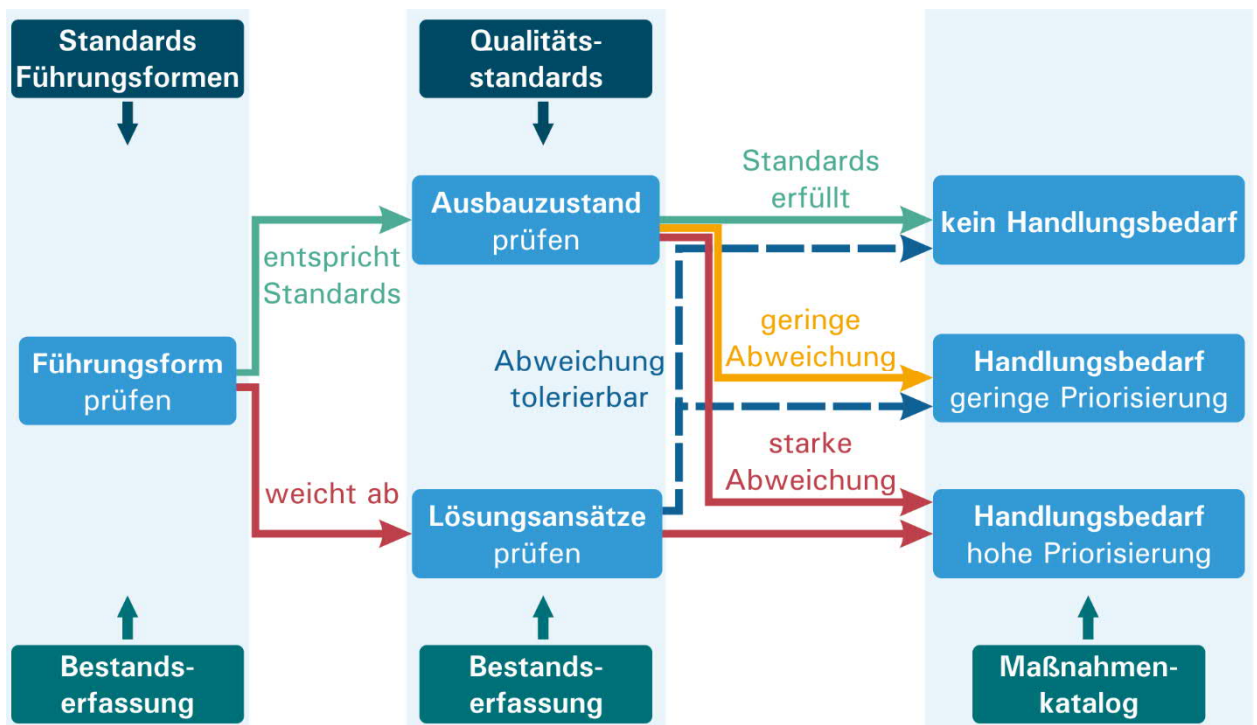 Standards
Führungsformen
Qualitäts-
standards
Führungsform
prüfen
entspricht
Standards
weicht ab
Ausbauzustand
prüfen
Lösungsansätze
prüfen
Abweichung
tolerierbar
Standards
erfüllt
geringe
Abweichung
starke
Abweichung
kein Handlungsbedarf
Handlungsbedarf
geringe Priorisierung
Handlungsbedarf
hohe Priorisierung
Bestands-
erfassung
Bestands-
erfassung
Maßnahmen-
katalog